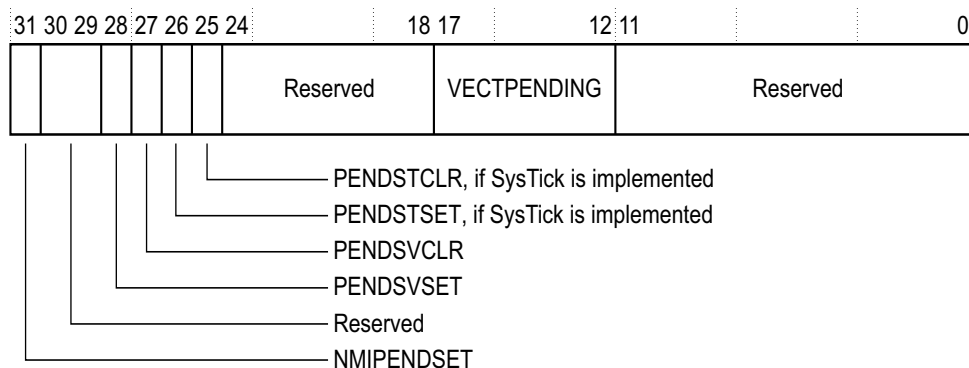 31 30 29 28 27 26 25 24 18 17 12 11 0
Reserved VECTPENDING Reserved
PENDSTCLR, if SysTick is implemented
PENDSTSET, if SysTick is implemented
PENDSVCLR
PENDSVSET
Reserved
NMIPENDSET